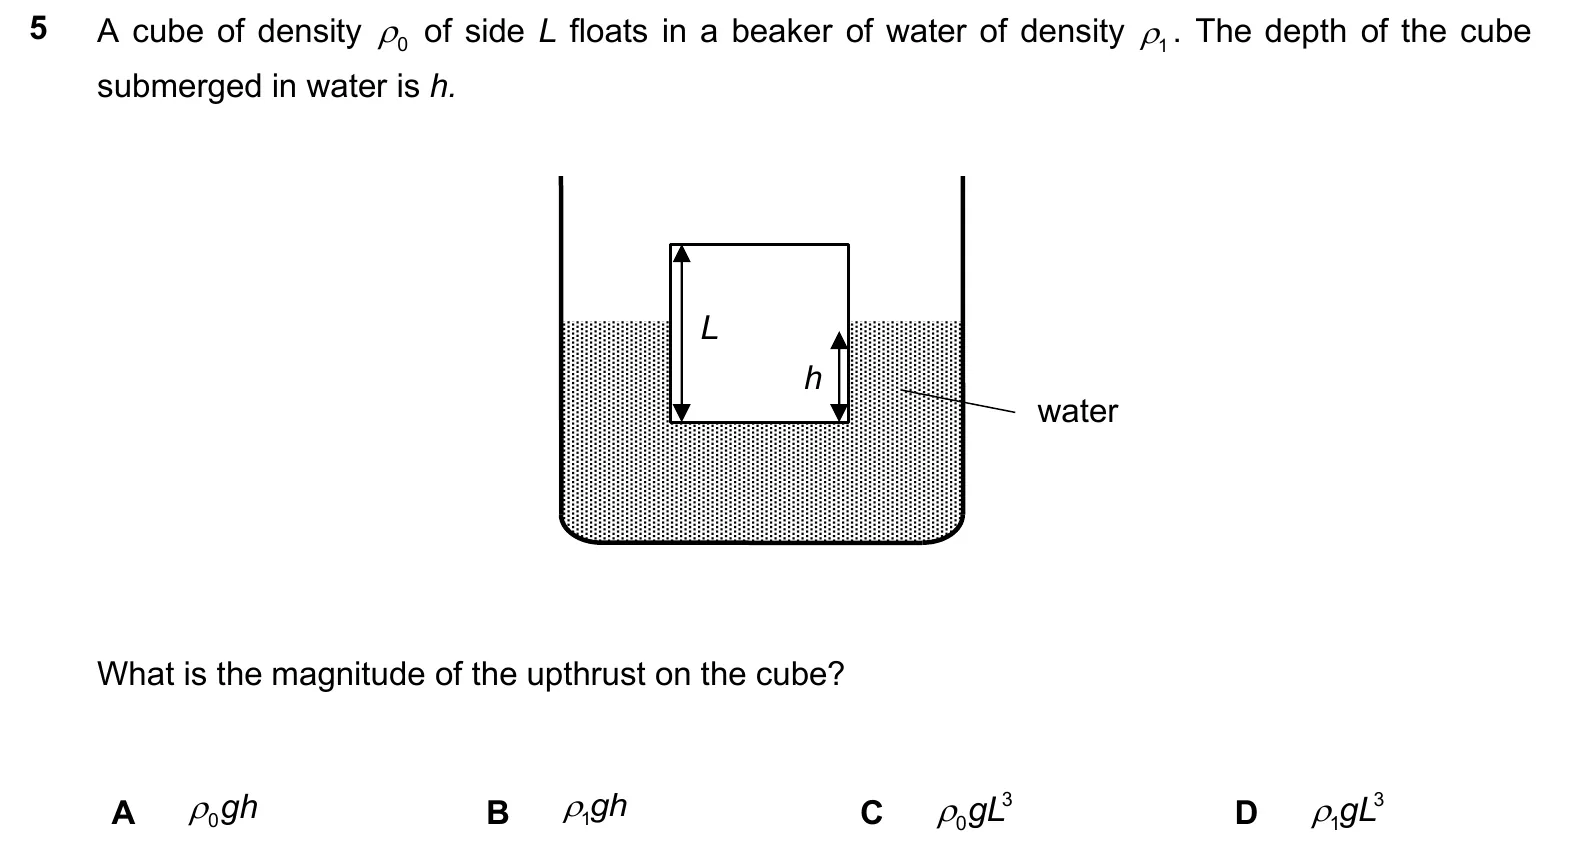 5 A cube of density ρ₀ of side L floats in a beaker of water of density ρ₁. The depth of the cube
submerged in water is h.
L
h
water
What is the magnitude of the upthrust on the cube?
A ρ₀gh B ρ₁gh C ρ₀gL³ D ρ₁gL³